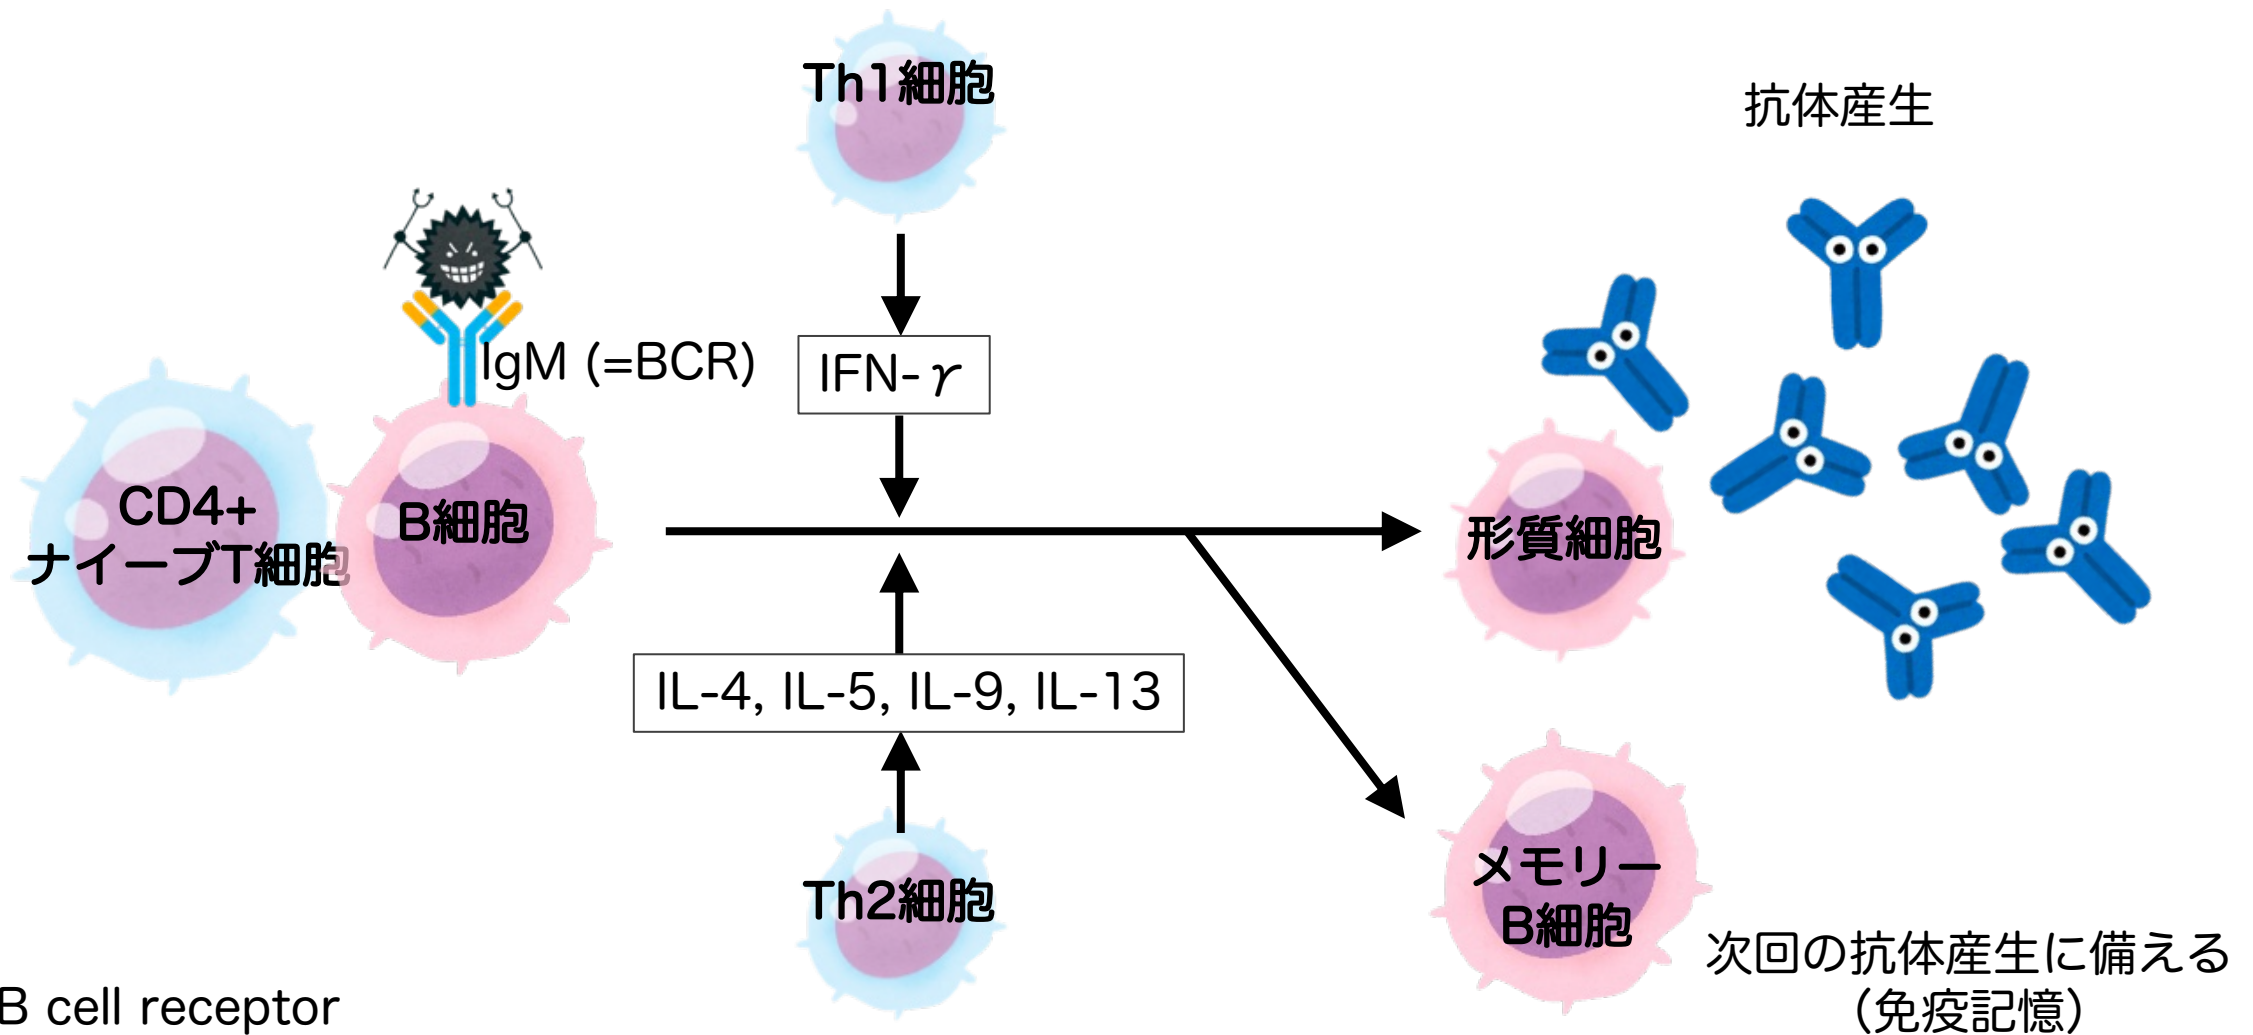 Th1細胞
抗体産生
IgM (=BCR)
IFN-γ
CD4+
ナイーブT細胞
B細胞
形質細胞
IL-4, IL-5, IL-9, IL-13
Th2細胞
メモリー
B細胞
次回の抗体産生に備える
(免疫記憶)
B cell receptor